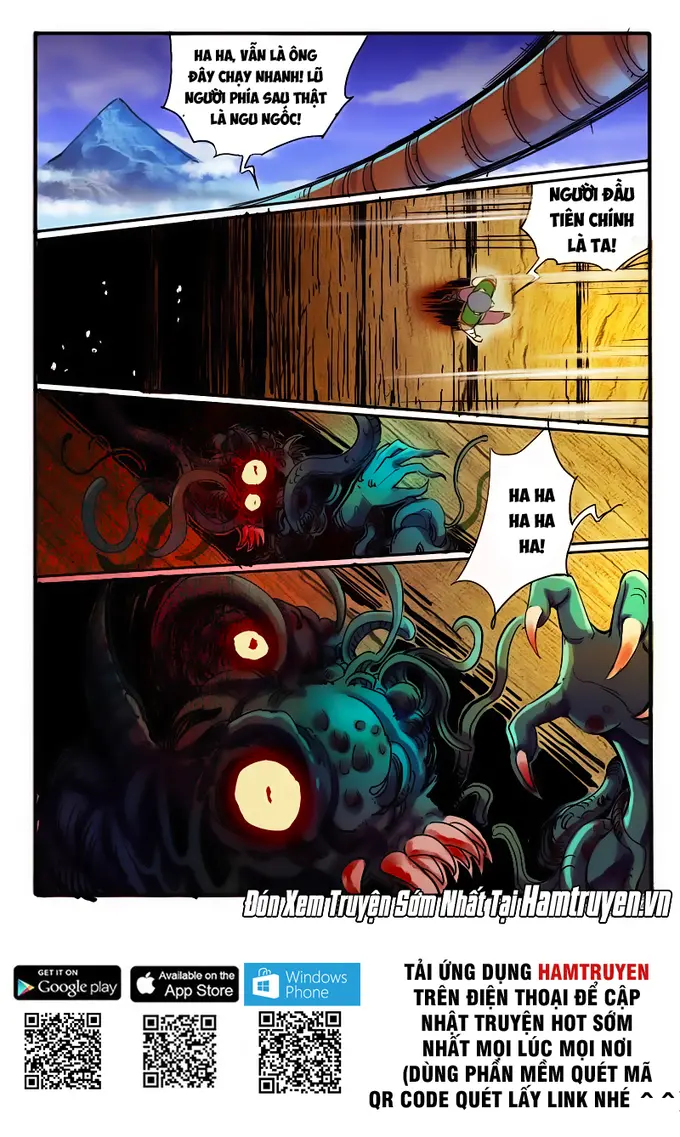 HA HA, VẪN LÀ ÔNG
ĐÂY CHẠY NHANH! LŨ
NGƯỜI PHÍA SAU THẬT
LÀ NGU NGỐC!
NGƯỜI ĐẦU
TIÊN CHÍNH
LÀ TA!
HA HA
HA HA
HA!
Đón Xem Truyện Sớm Nhất Tại Hamtruyen.vn
GET IT ON
Google play
Available on the
App Store
Windows
Phone
TẢI ỨNG DỤNG HAMTRUYEN
TRÊN ĐIỆN THOẠI ĐỂ CẬP
NHẬT TRUYỆN HOT SỚM
NHẤT MỌI LÚC MỌI NƠI
(DÙNG PHẦN MỀM QUÉT MÃ
QR CODE QUÉT LẤY LINK NHÉ ^ ^)